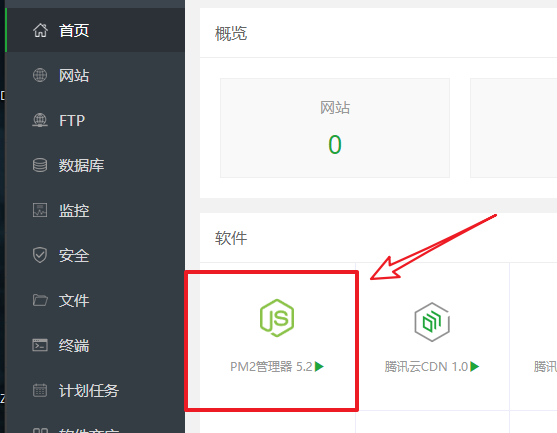 首页
网站
FTP
数据库
监控
安全
文件
终端
计划任务
概览
网站
0
软件
JS
PM2管理器 5.2
腾讯云CDN 1.0
腾讯